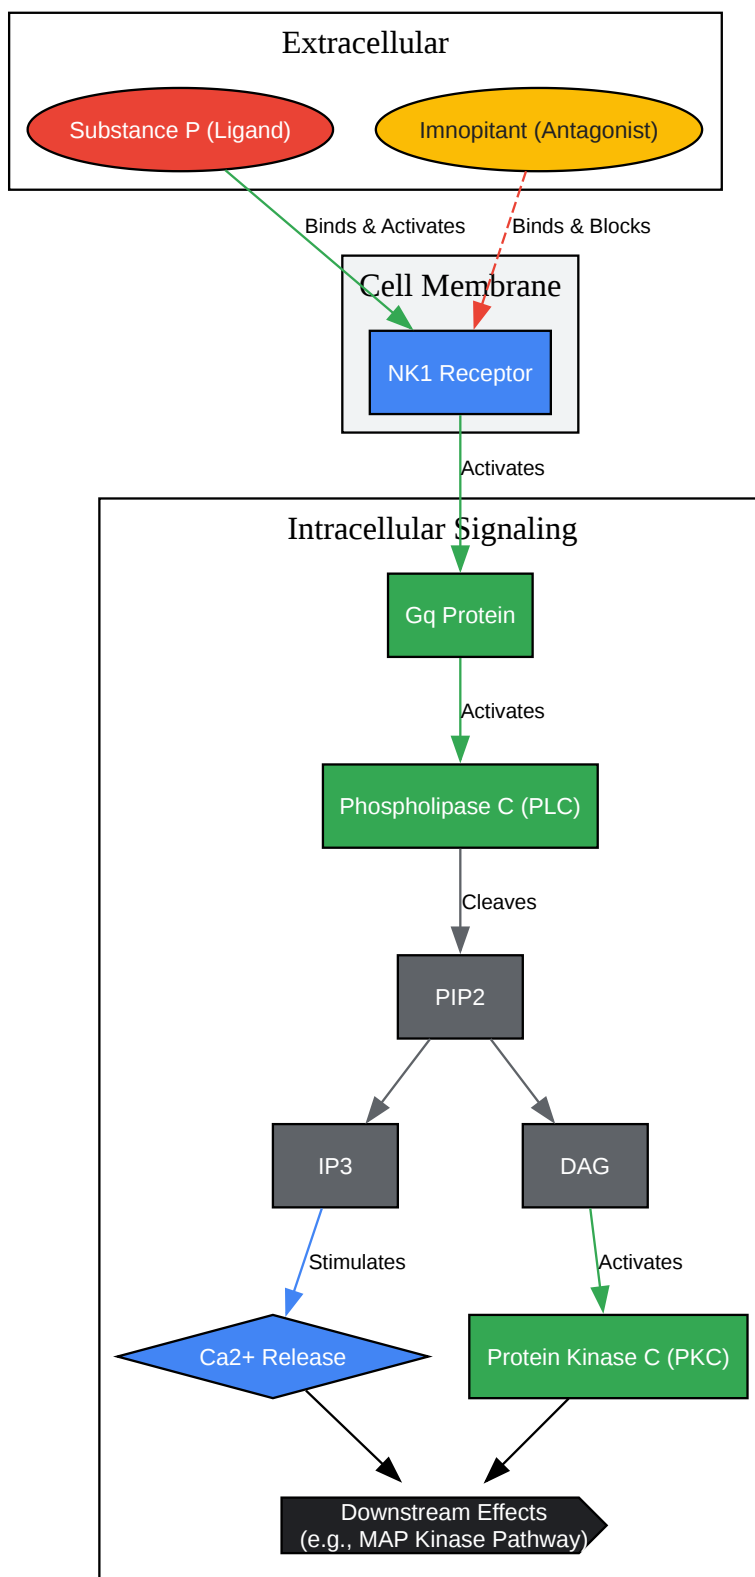 Extracellular
Substance P (Ligand)
Imnopitant (Antagonist)
Binds & Activates
Binds & Blocks
Cell Membrane
NK1 Receptor
Activates
Intracellular Signaling
Gq Protein
Activates
Phospholipase C (PLC)
Cleaves
PIP2
IP3
DAG
Stimulates
Activates
Ca2+ Release
Protein Kinase C (PKC)
Downstream Effects
(e.g., MAP Kinase Pathway)